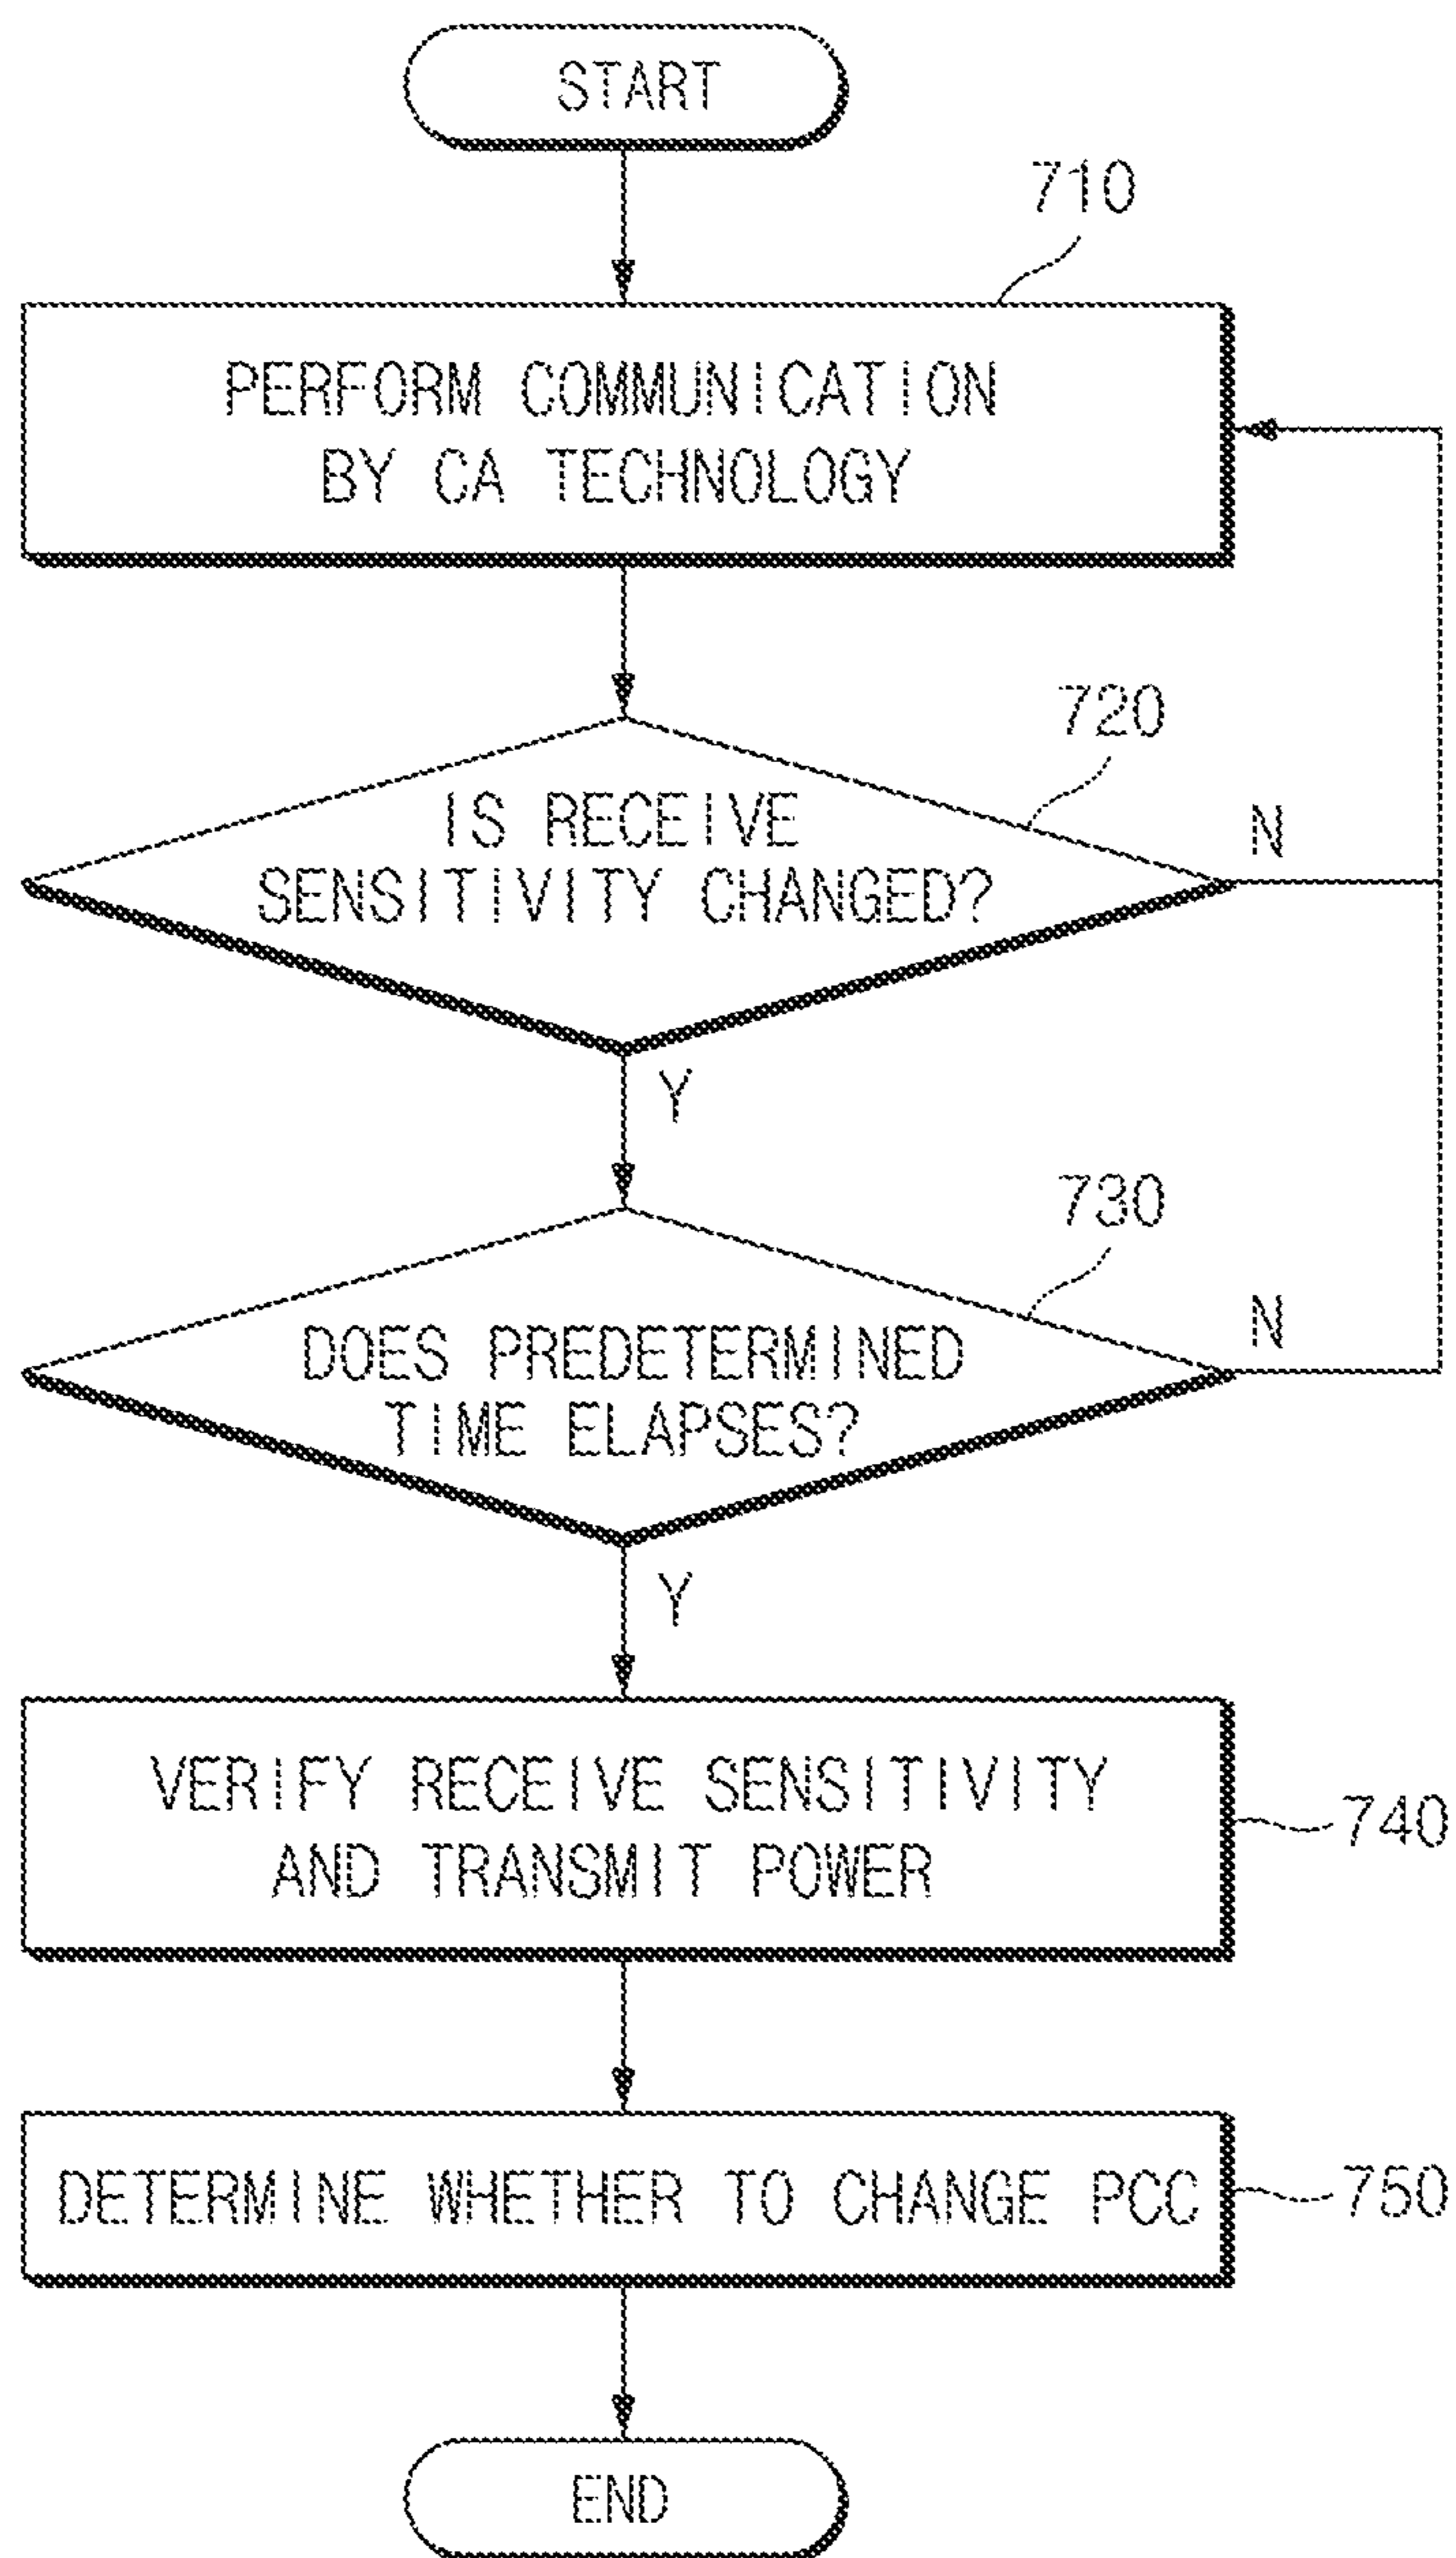 START
710
PERFORM COMMUNICATION
BY CA TECHNOLOGY
720
IS RECEIVE
SENSITIVITY CHANGED?
N
Y
730
DOES PREDETERMINED
TIME ELAPSES?
N
Y
VERIFY RECEIVE SENSITIVITY
AND TRANSMIT POWER
740
DETERMINE WHETHER TO CHANGE PCC
750
END